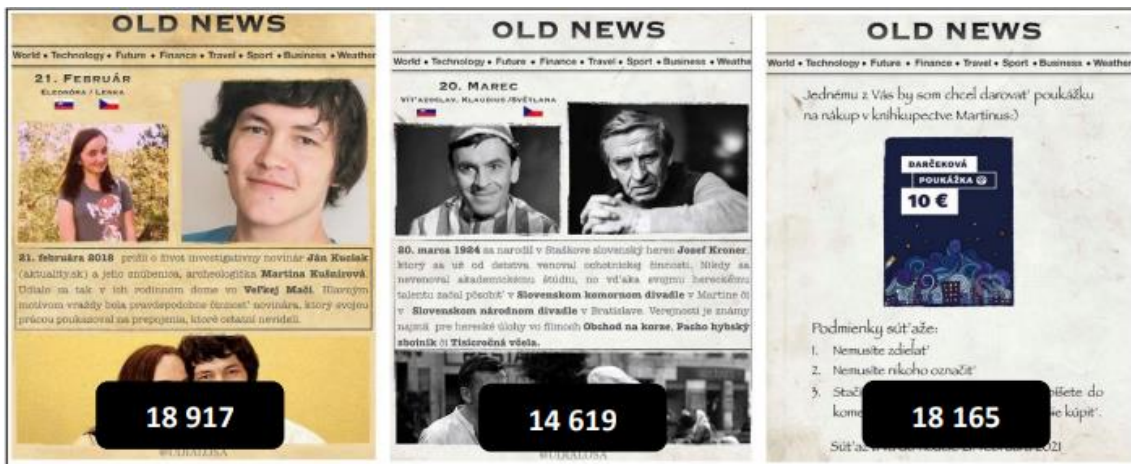 OLD NEWS
World • Technology • Future • Finance • Travel • Sport • Business • Weather
21. Február
Eleonóra / Lenka
21. februára 2018 prišli o život investigatívny novinár Ján Kuciak
(aktuality.sk) a jeho snúbenica, archeologička Martina Kušnírová.
Udialo sa tak v ich rodinnom dome vo Veľkej Mači. Hlavným
motívom vraždy bola pravdepodobne činnosť novinára, ktorý svojou
prácou poukazoval na prepojenia, ktoré ostatní nevideli.
18 917
@UDIALOSA
OLD NEWS
World • Technology • Future • Finance • Travel • Sport • Business • Weathe
20. Marec
Víťazoslav, Klaudius /Světlana
20. marca 1924 sa narodil v Staškove slovenský herec Josef Kroner,
ktorý sa už od detstva venoval ochotníckej činnosti. Nikdy sa
nevenoval akademickému štúdiu, no vďaka svojmu hereckému
talentu začal pôsobiť v Slovenskom komornom divadle v Martine či
v Slovenskom národnom divadle v Bratislave. Verejnosti je známy
najmä pre herecké úlohy vo filmoch Obchod na korze, Pacho hybský
zbojník či Tisícročná včela.
14 619
@UDIALOSA
OLD NEWS
World • Technology • Future • Finance • Travel • Sport • Business • Weather
Jednému z Vás by som chcel darovať poukážku
na nákup v kníhkupectve Martinus:)
DARČEKOVÁ
POUKÁŽKA
10 €
Podmienky súťaže:
1. Nemusíte zdieľať
2. Nemusíte nikoho označiť
3. do
kúpiť.
18 165
2021